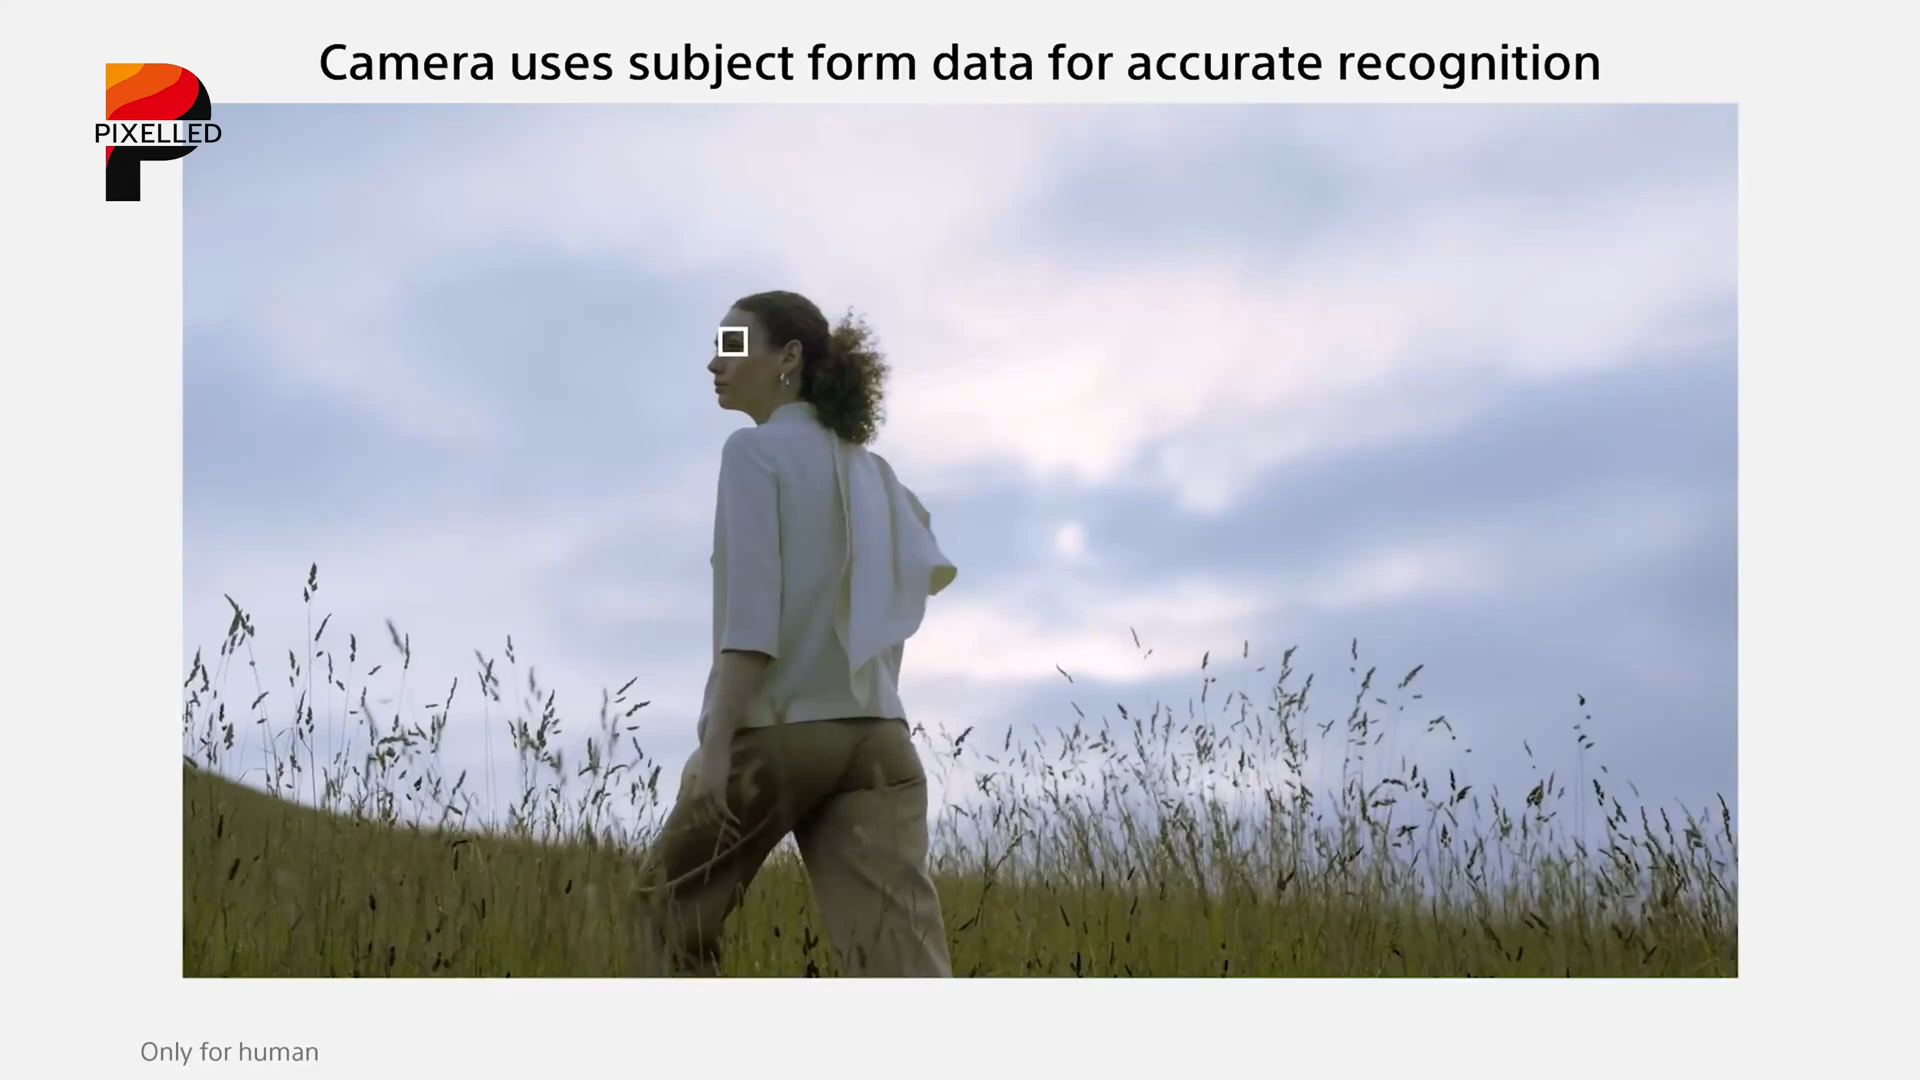 Camera uses subject form data for accurate recognition
PIXELLED
Only for human